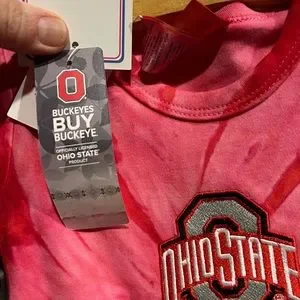 O
BUCKEYES
BUY
BUCKEYE.
OFFICIALLY LICENSED
OHIO STATE
PRODUCT
OHIO STATE